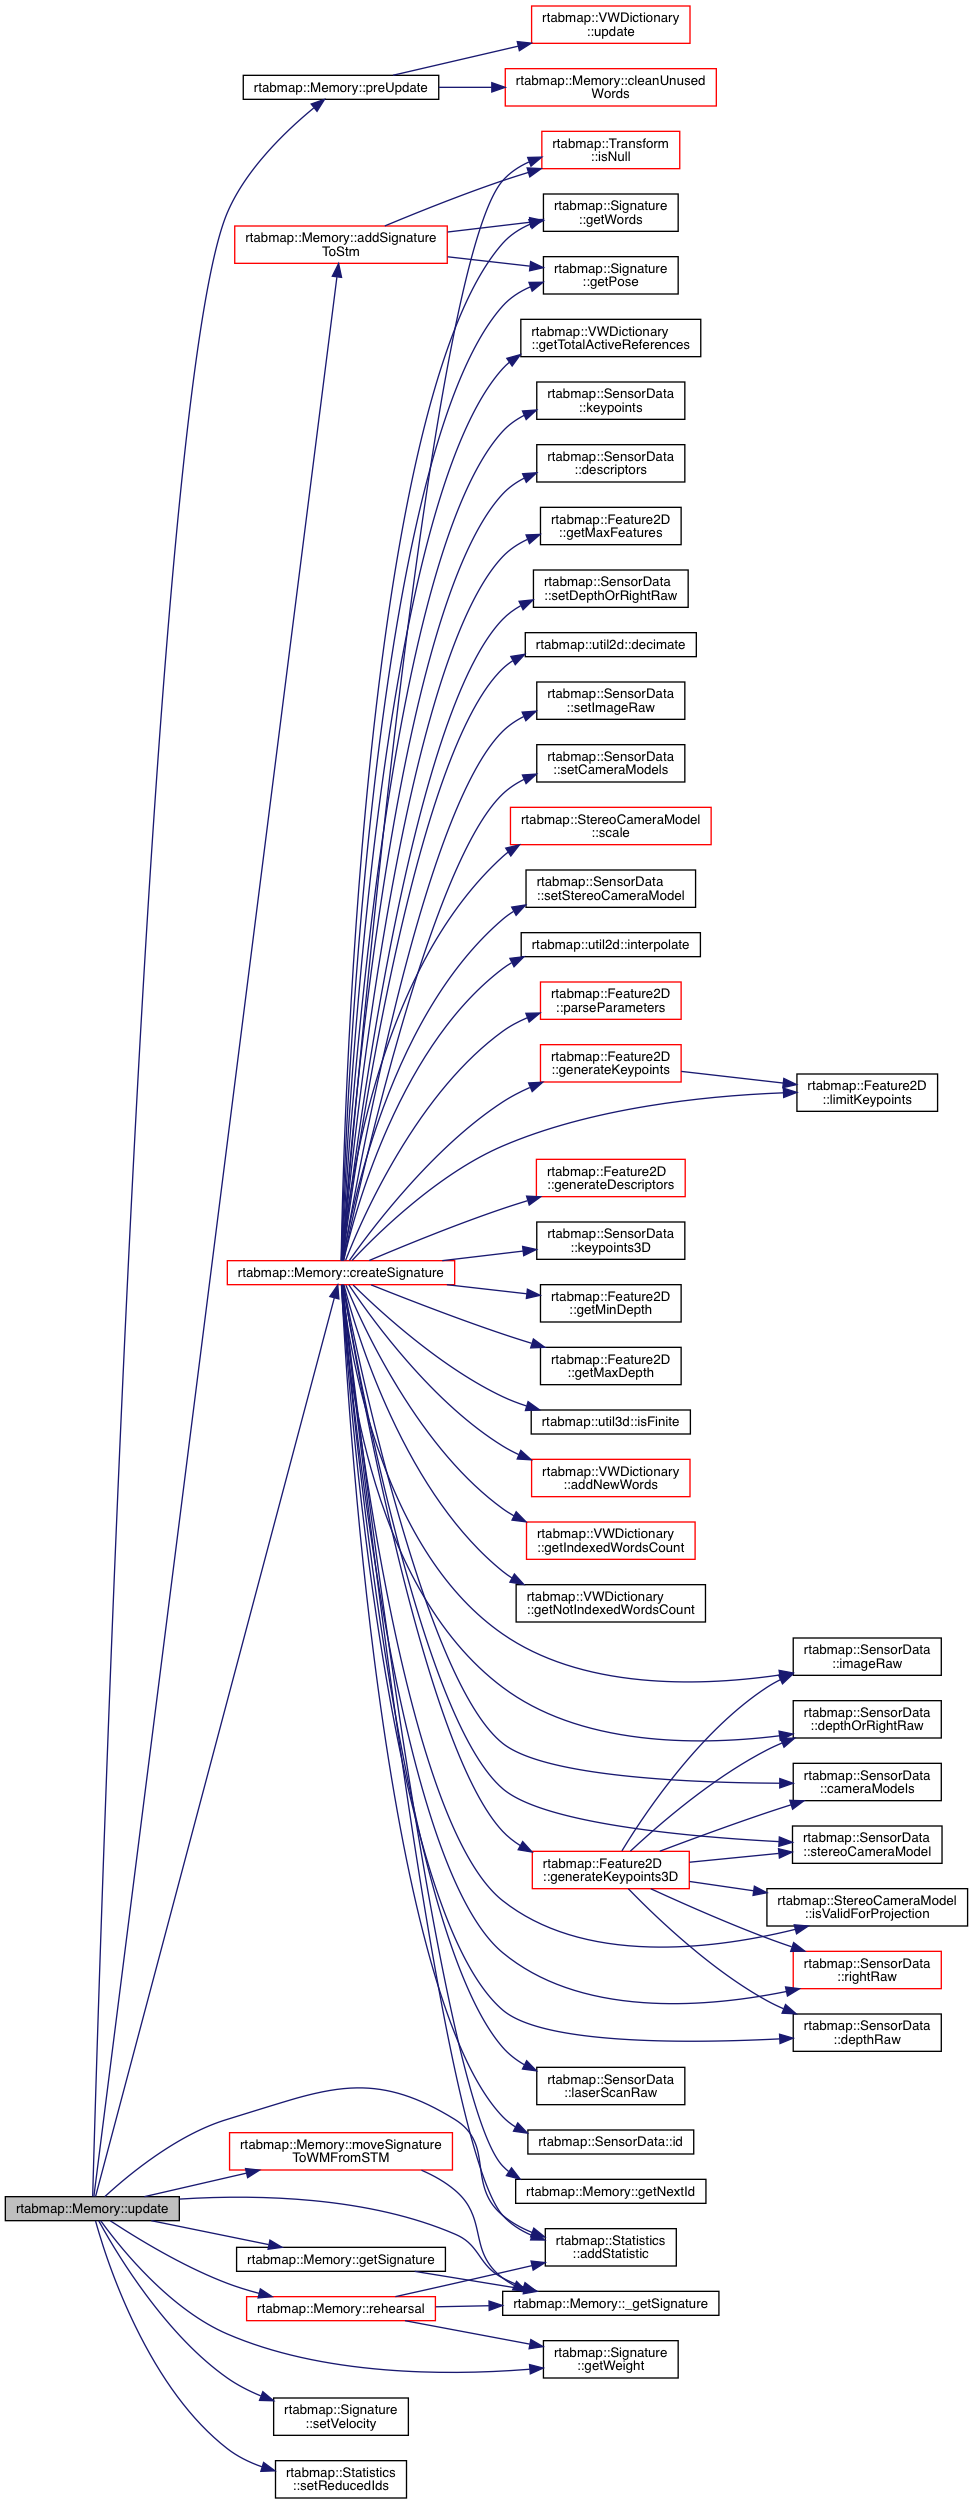 rtabmap::VWDictionary
::update
rtabmap::Memory::preUpdate
rtabmap::Memory::cleanUnused
Words
rtabmap::Transform
::isNull
rtabmap::Signature
::getWords
rtabmap::Memory::addSignature
ToStm
rtabmap::Signature
::getPose
rtabmap::VWDictionary
::getTotalActiveReferences
rtabmap::SensorData
::keypoints
rtabmap::SensorData
::descriptors
rtabmap::Feature2D
::getMaxFeatures
rtabmap::SensorData
::setDepthOrRightRaw
rtabmap::util2d::decimate
rtabmap::SensorData
::setImageRaw
rtabmap::SensorData
::setCameraModels
rtabmap::StereoCameraModel
::scale
rtabmap::SensorData
::setStereoCameraModel
rtabmap::util2d::interpolate
rtabmap::Feature2D
::parseParameters
rtabmap::Feature2D
::generateKeypoints
rtabmap::Feature2D
::limitKeypoints
rtabmap::Feature2D
::generateDescriptors
rtabmap::SensorData
::keypoints3D
rtabmap::Memory::createSignature
rtabmap::Feature2D
::getMinDepth
rtabmap::Feature2D
::getMaxDepth
rtabmap::util3d::isFinite
rtabmap::VWDictionary
::addNewWords
rtabmap::VWDictionary
::getIndexedWordsCount
rtabmap::VWDictionary
::getNotIndexedWordsCount
rtabmap::SensorData
::imageRaw
rtabmap::SensorData
::depthOrRightRaw
rtabmap::SensorData
::cameraModels
rtabmap::SensorData
::stereoCameraModel
rtabmap::Feature2D
::generateKeypoints3D
rtabmap::StereoCameraModel
::isValidForProjection
rtabmap::SensorData
::rightRaw
rtabmap::SensorData
::depthRaw
rtabmap::SensorData
::laserScanRaw
rtabmap::SensorData::id
rtabmap::Memory::moveSignature
ToWMFromSTM
rtabmap::Memory::getNextId
rtabmap::Memory::update
rtabmap::Statistics
::addStatistic
rtabmap::Memory::getSignature
rtabmap::Memory::_getSignature
rtabmap::Memory::rehearsal
rtabmap::Signature
::getWeight
rtabmap::Signature
::setVelocity
rtabmap::Statistics
::setReducedIds